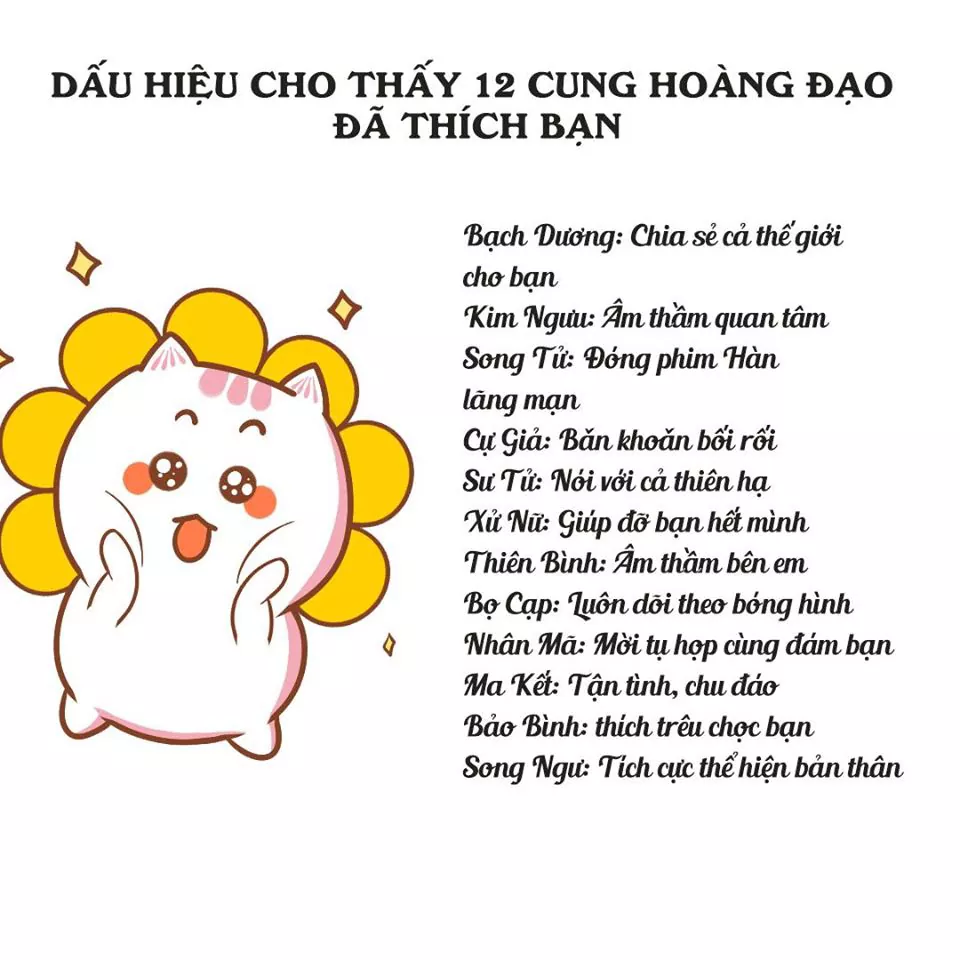 DẤU HIỆU CHO THẤY 12 CUNG HOÀNG ĐẠO
ĐÃ THÍCH BẠN
Bạch Dương: Chia sẻ cả thế giới
cho bạn
Kim Ngưu: Âm thầm quan tâm
Song Tử: Đóng phim Hàn
lãng mạn
Cự Giả: Băn khoăn bối rối
Sư Tử: Nói với cả thiên hạ
Xử Nữ: Giúp đỡ bạn hết mình
Thiên Bình: Âm thầm bên em
Bọ Cạp: Luôn dõi theo bóng hình
Nhân Mã: Mời tụ họp cùng đám bạn
Ma Kết: Tận tình, chu đáo
Bảo Bình: thích trêu chọc bạn
Song Ngư: Tích cực thể hiện bản thân